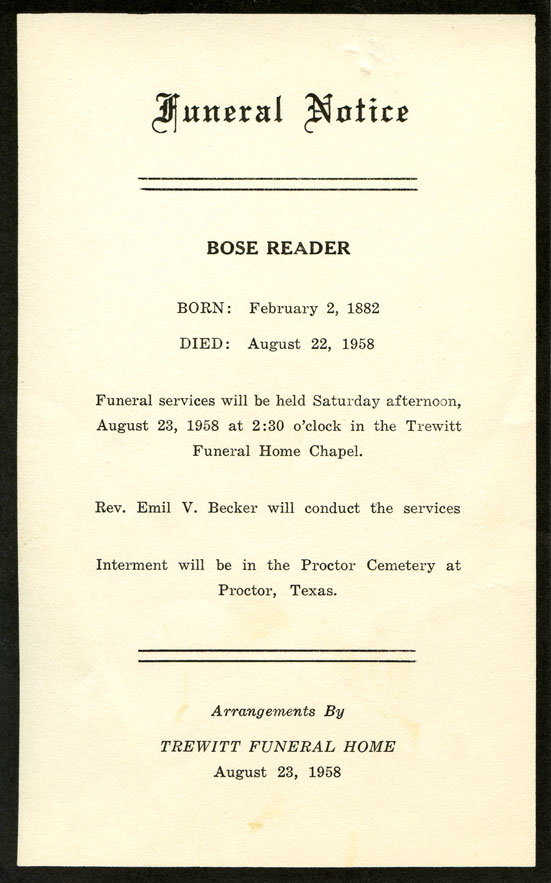 Funeral Notice
BOSE READER
BORN: February 2, 1882
DIED: August 22, 1958
Funeral services will be held Saturday afternoon,
August 23, 1958 at 2:30 o'clock in the Trewitt
Funeral Home Chapel.
Rev. Emil V. Becker will conduct the services
Interment will be in the Proctor Cemetery at
Proctor, Texas.
Arrangements By
TREWITT FUNERAL HOME
August 23, 1958